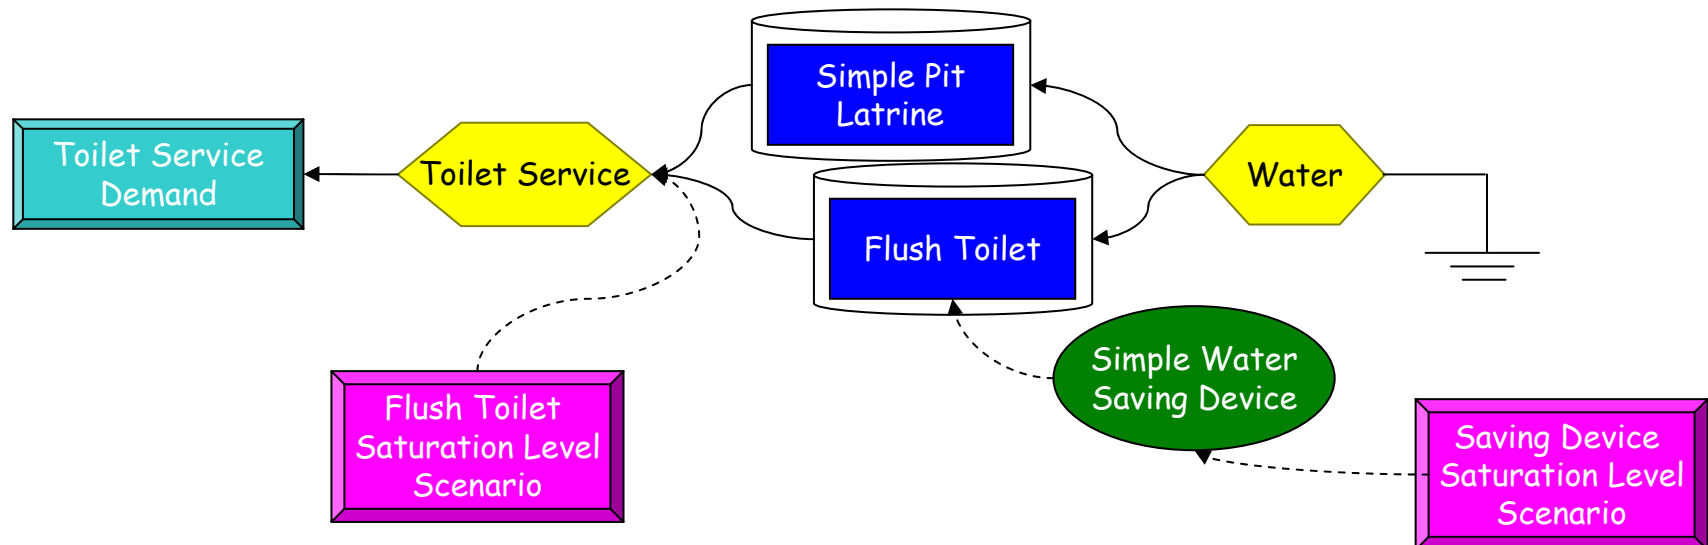 Simple Pit
Latrine
Toilet Service
Demand
Toilet Service
Water
Flush Toilet
Simple Water
Saving Device
Flush Toilet
Saturation Level
Scenario
Saving Device
Saturation Level
Scenario